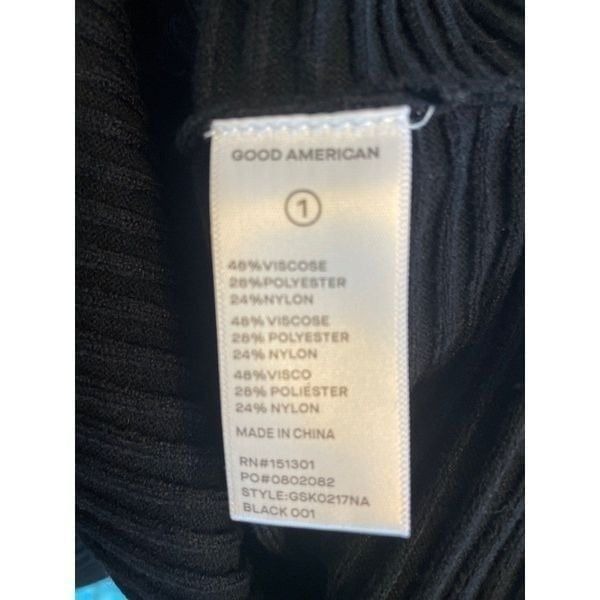 GOOD AMERICAN
1
48%VISCOSE
28%POLYESTER
24%NYLON
48% VISCOSE
28% POLYESTER
24% NYLON
48%VISCO
28% POLIÉSTER
24% NYLON
MADE IN CHINA
RN#151301
PO#0802082
STYLE:GSK0217NA
BLACK 001